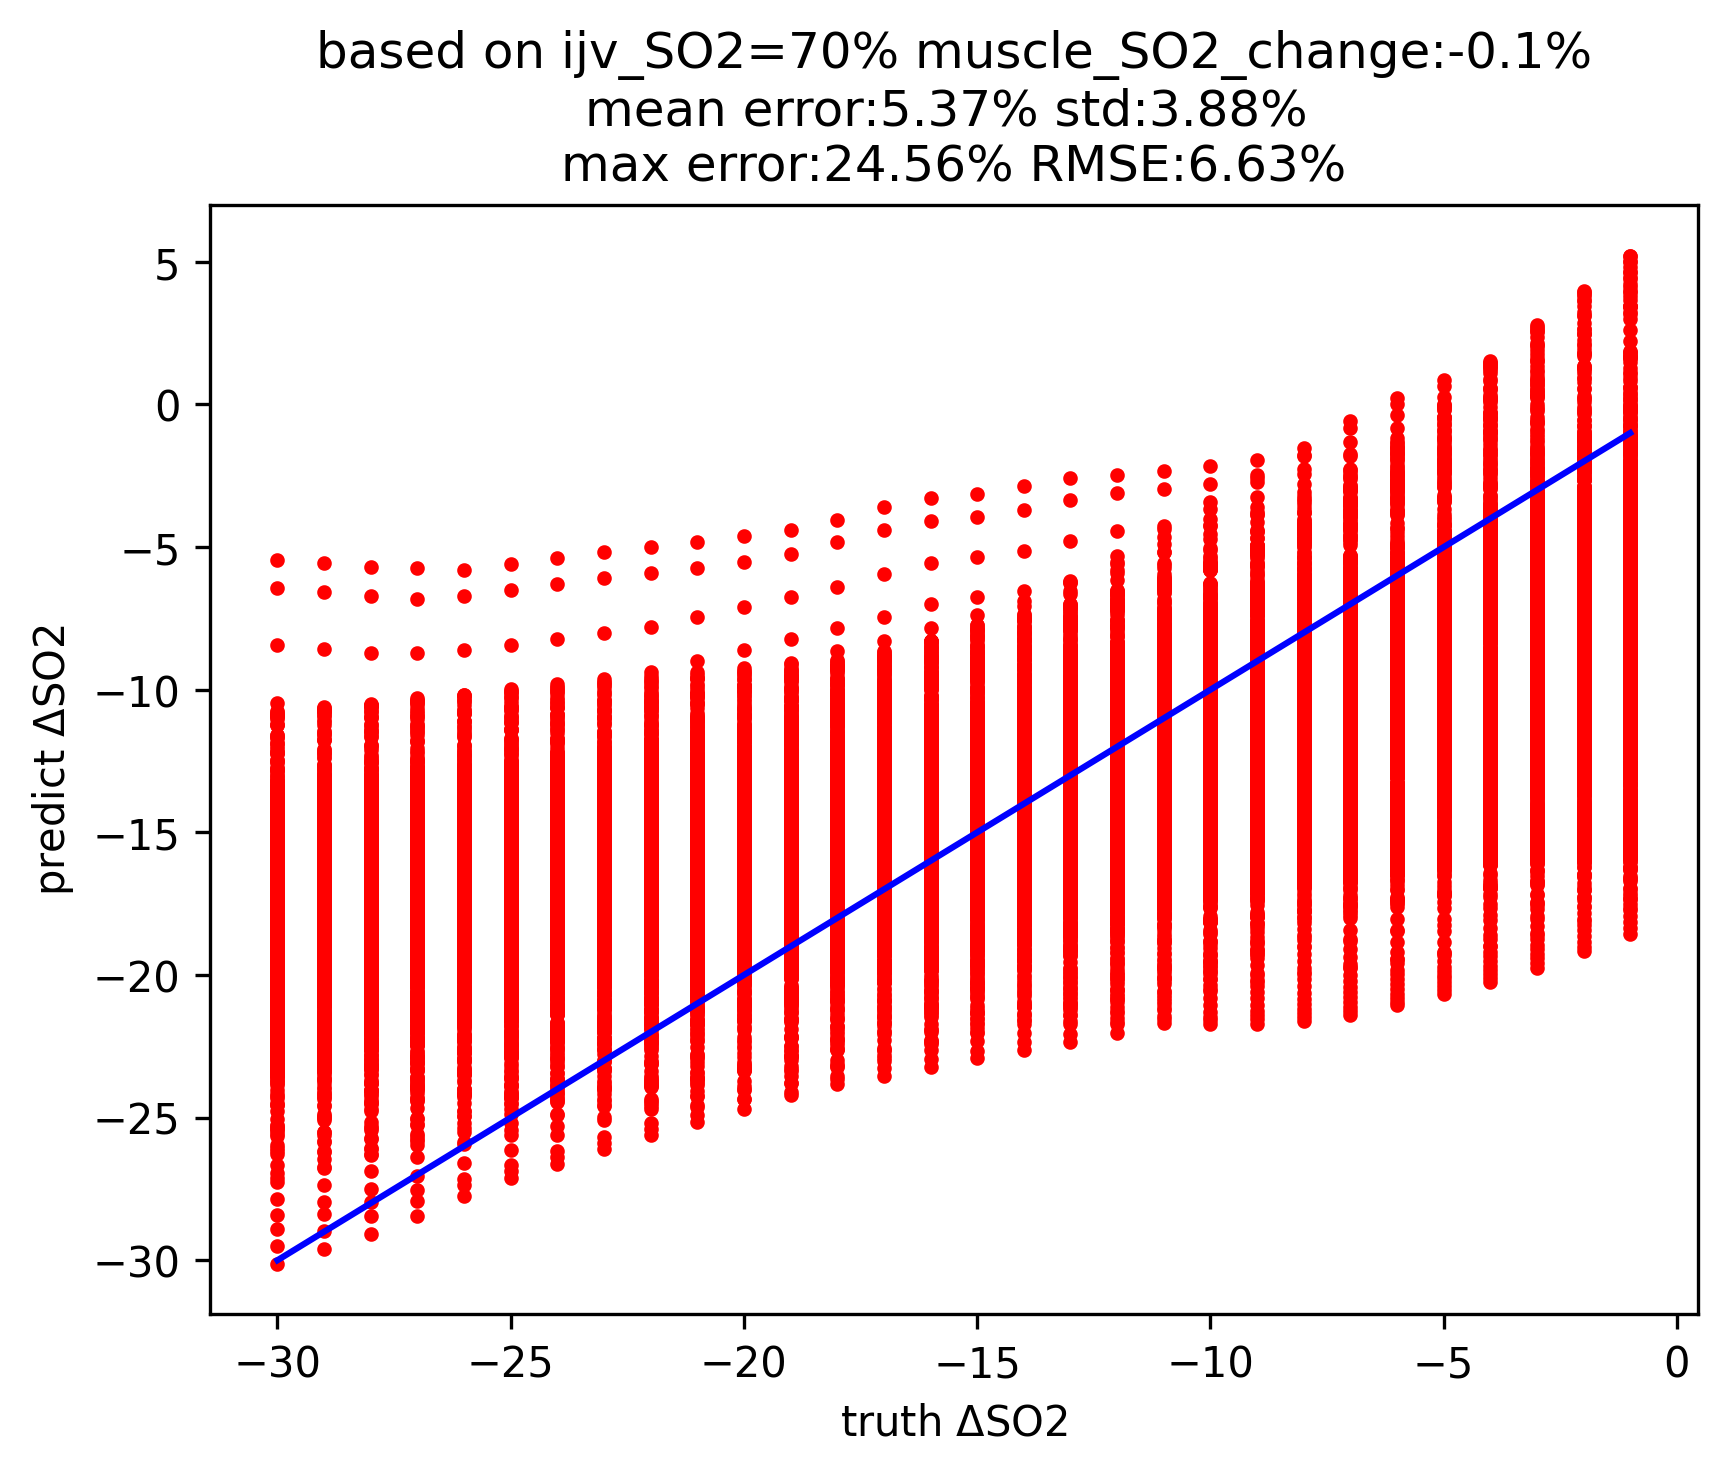 based on ijv_SO2=70% muscle_SO2_change:-0.1%
mean error:5.37% std:3.88%
max error:24.56% RMSE:6.63%
5
0
−5
−10
−15
−20
−25
−30
predict ΔSO2
−30 −25 −20 −15 −10 −5 0
truth ΔSO2